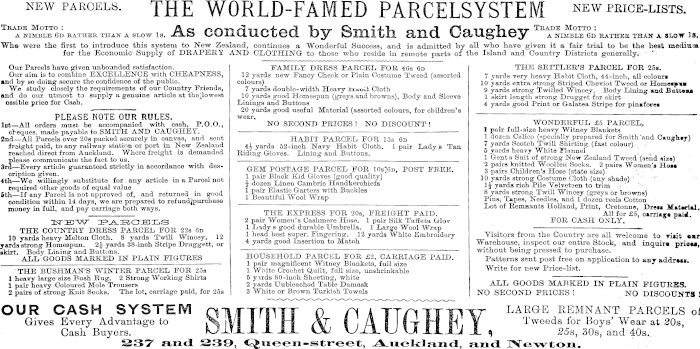 NEW PARCELS.
THE WORLD-FAMED PARCELSYSTEM
NEW PRICE-LISTS.
TRADE MOTTO:
A NIMBLE 6D RATHER THAN A SLOW 1S.
As conducted by Smith and Caughey
TRADE MOTTO:
A NIMBLE 6D RATHER THAN A SLOW 1S.
Who were the first to introduce this system to New Zealand, continues a Wonderful Success, and is admitted by all who have given it a fair trial to be the best medium
for the Economic Supply of DRAPERY AND CLOTHING to those who reside in remote parts of the Island and Country Districts generally.
Our Parcels have given unbounded satisfaction.
Our aim is to combine EXCELLENCE with CHEAPNESS,
and by so doing secure the confidence of the public.
We study closely the requirements of our Country Friends,
and do our utmost to supply a genuine article at the lowest
possible price for Cash.
PLEASE NOTE OUR RULES.
1st—All orders must be accompanied with cash, P.O.O.,
cheques, made payable to SMITH AND CAUGHEY.
2nd—All Parcels over 20s packed securely in canvas, and sent
freight paid, to any railway station or port in New Zealand
reached direct from Auckland. Where freight is demanded
please communicate the fact to us.
3rd—Every article guaranteed strictly in accordance with des-
cription given.
4th—We willingly substitute for any article in a Parcel not
required other goods of equal value
5th—If any Parcel is not approved of, and returned in good
condition within 14 days, we are prepared to refund purchase
money in full, and pay carriage both ways.
NEW PARCELS
THE COUNTRY DRESS PARCEL FOR 22s 6D
10 yards heavy Melton Cloth, 8 yards Twill Wincey, 12
yards strong Homespun. 2½ yards 38-inch Stripe Druggett, or
skirt. Body Lining and Buttons.
ALL GOODS MARKED IN PLAIN FIGURES
THE BUSHMAN'S WINTER PARCEL FOR 25s
1 heavy large size Bush Rug, 2 Strong Working Shirts
1 pair heavy Coloured Mole Trousers
2 pairs of strong Knit Socks. The lot, carriage paid, for 25s
FAMILY DRESS PARCEL FOR 46s 6D
12 yards new Fancy Check or Plain Costume Tweed (assorted
colours)
7 yards double-width Heavy Cloth
10 yards good Homespun (greys or browns), Body and Sleeve
Linings and Buttons
20 yards good useful Material (assorted colours, for children's
wear.
NO SECOND PRICES! NO DISCOUNTS!
HABIT PARCEL FOR 13s 6D
4½ yards 52-inch Navy Habit Cloth. 1 pair Lady's Tan
Riding Gloves. Lining and Buttons.
GEM POSTAGE PARCEL FOR 10s, POST FREE.
1 pair Black Kid Gloves (good quality)
½ dozen Linen Cambric Handkerchiefs
1 pair Elastic Garters with Buckles
1 Beautiful Wool Wrap
THE EXPRESS FOR 20s, FREIGHT PAID.
2 pairs Women's Cashmere Hose. 1 pair Silk Taffeta Glov
1 Lady's good durable Umbrella. 1 Large Wool Wrap
1 head best super, Fingering. 12 yards White Embroidery
4 yards good Insertion to Match
HOUSEHOLD PARCEL FOR £2, CARRIAGE PAID.
1 pair magnificent Witney Blankets, full size
1 White Crochet Quilt, full size, unshrinkable
4 yards 80-inch Sheeting, white
2 yards Unbleached Table Damask
2 White or Brown Turkish Towels
THE SETTLER'S PARCEL FOR 25s.
7 yards very heavy Habit Cloth, 44-inch, all colours
10 yards extra strong Striped Cheviot Tweed or Homespun
9 yards strong Twilled Winsey. Body Lining and Buttons
1 skirt length strong Drugget for skirt
4 yards good Print or Galatea Stripe for pinafores
WONDERFUL £5 PARCEL,
1 pair full-size heavy Witney Blankets
1 dozen Calico (specially prepared for Smith and Caughey)
7 yards Scotch Twill Shirting (fast colour)
6 yards heavy White Flannel
1 Gent's Suit of strong New Zealand Tweed (send size)
2 pairs knitted Woollen Socks. 2 pairs Women's Hose
3 pairs Children's Hose (state size)
10 yards strong Costume Cloth (any shade)
1½ yards rich Pile Velveteen to trim
8 yards strong Twill Winsey (greys or browns)
Pins, Tapes, Needles, and 1 dozen reels Cotton
Lot of Remnants Holland, Print, Cretonne, Dress Material,
All for £5, carriage paid.
FOR CASH ONLY.
Visitors from the Country are all welcome to visit our
Warehouse, inspect our entire Stock, and inquire prices,
without being pressed to purchase.
Patterns sent post free on application to any address.
Write for new Price-list.
ALL GOODS MARKED IN PLAIN FIGURES.
NO SECOND PRICES! NO DISCOUNTS!
OUR CASH SYSTEM
Gives Every Advantage to
Cash Buyers.
SMITH & CAUGHEY,
LARGE REMNANT PARCELS of
Tweeds for Boys' Wear at 20s,
25s, 30s, and 40s.
237 and 239, Queen-street, Auckland, and Newton.